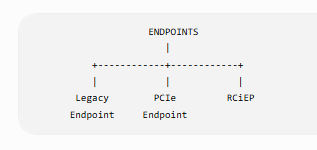 ENDPOINTS
|
+------------+------------+
| | |
Legacy PCIe RCiEP
Endpoint Endpoint